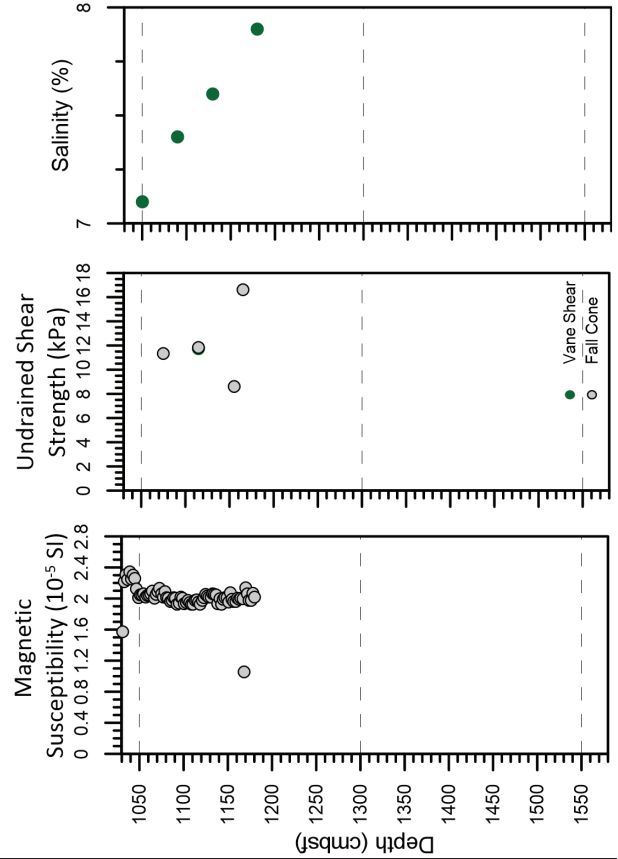 Salinity (%)
7
8
Undrained Shear
Strength (kPa)
0 2 4 6 8 10 12 14 16 18
Vane Shear
Fall Cone
Magnetic
Susceptibility (10⁻⁵ SI)
0 0.4 0.8 1.2 1.6 2 2.4 2.8
1050 1100 1150 1200 1250 1300 1350 1400 1450 1500 1550
Depth (cmbsf)